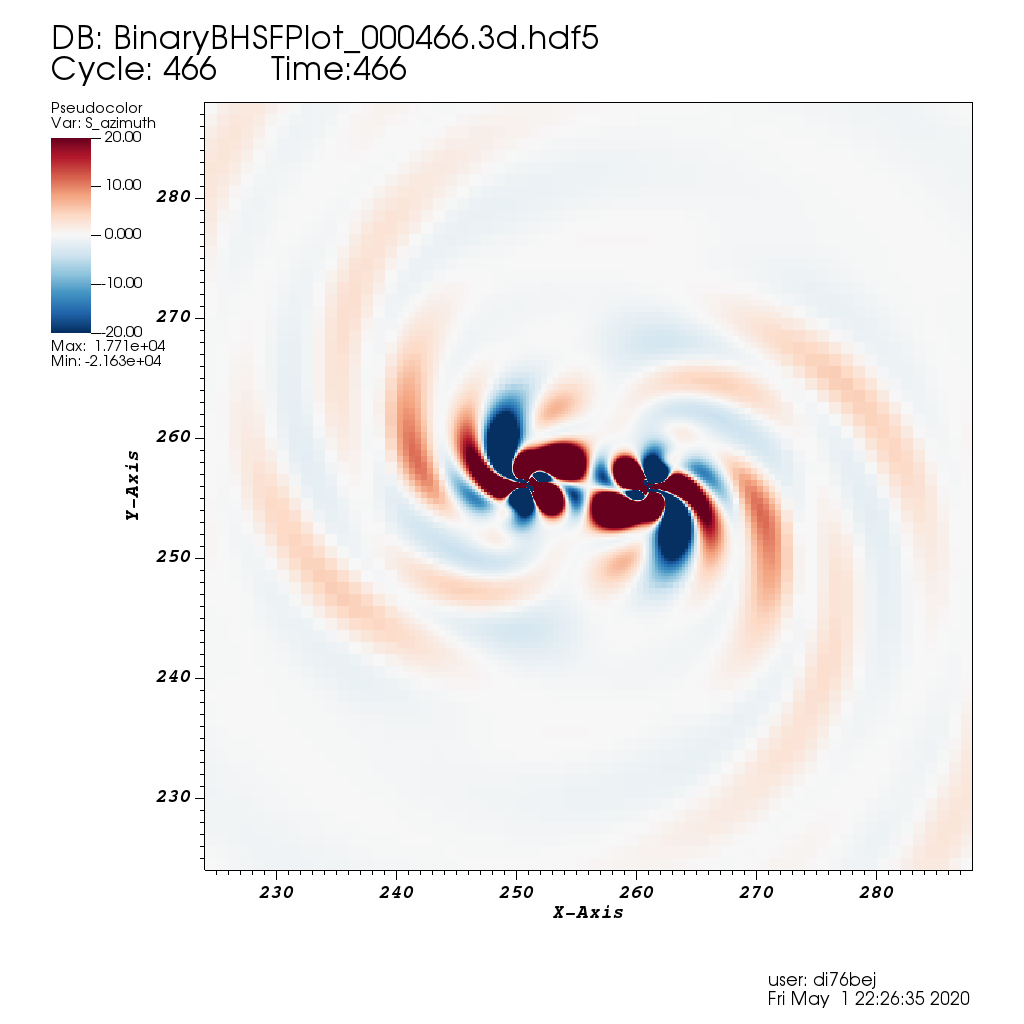 DB: BinaryBHSFPlot_000466.3d.hdf5
Cycle: 466 Time:466
Pseudocolor
Var: S_azimuth
20.00
10.00
0.000
-10.00
-20.00
Max: 1.771e+04
Min: -2.163e+04
280
270
260
250
240
230
Y-Axis
230 240 250 260 270 280
X-Axis
user: di76bej
Fri May 1 22:26:35 2020